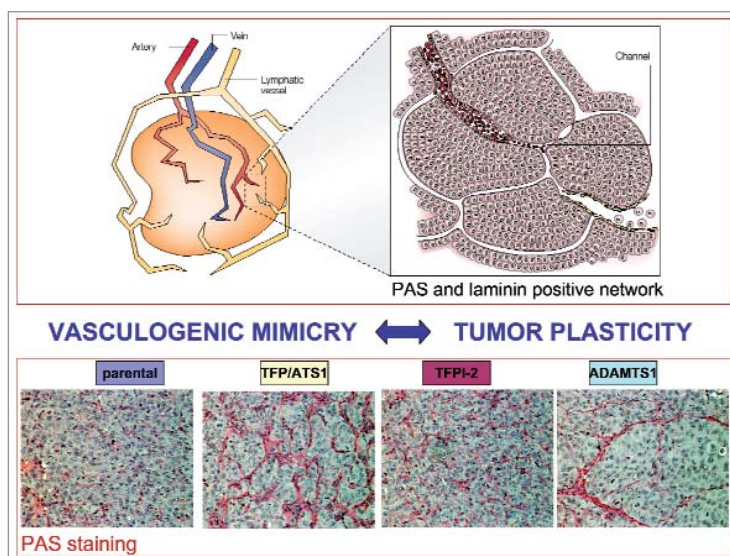 Artery
Vein
Lymphatic
vessel
Channel
PAS and laminin positive network
VASCULOGENIC MIMICRY TUMOR PLASTICITY
parental TFP/ATS1 TFPI-2 ADAMTS1
PAS staining